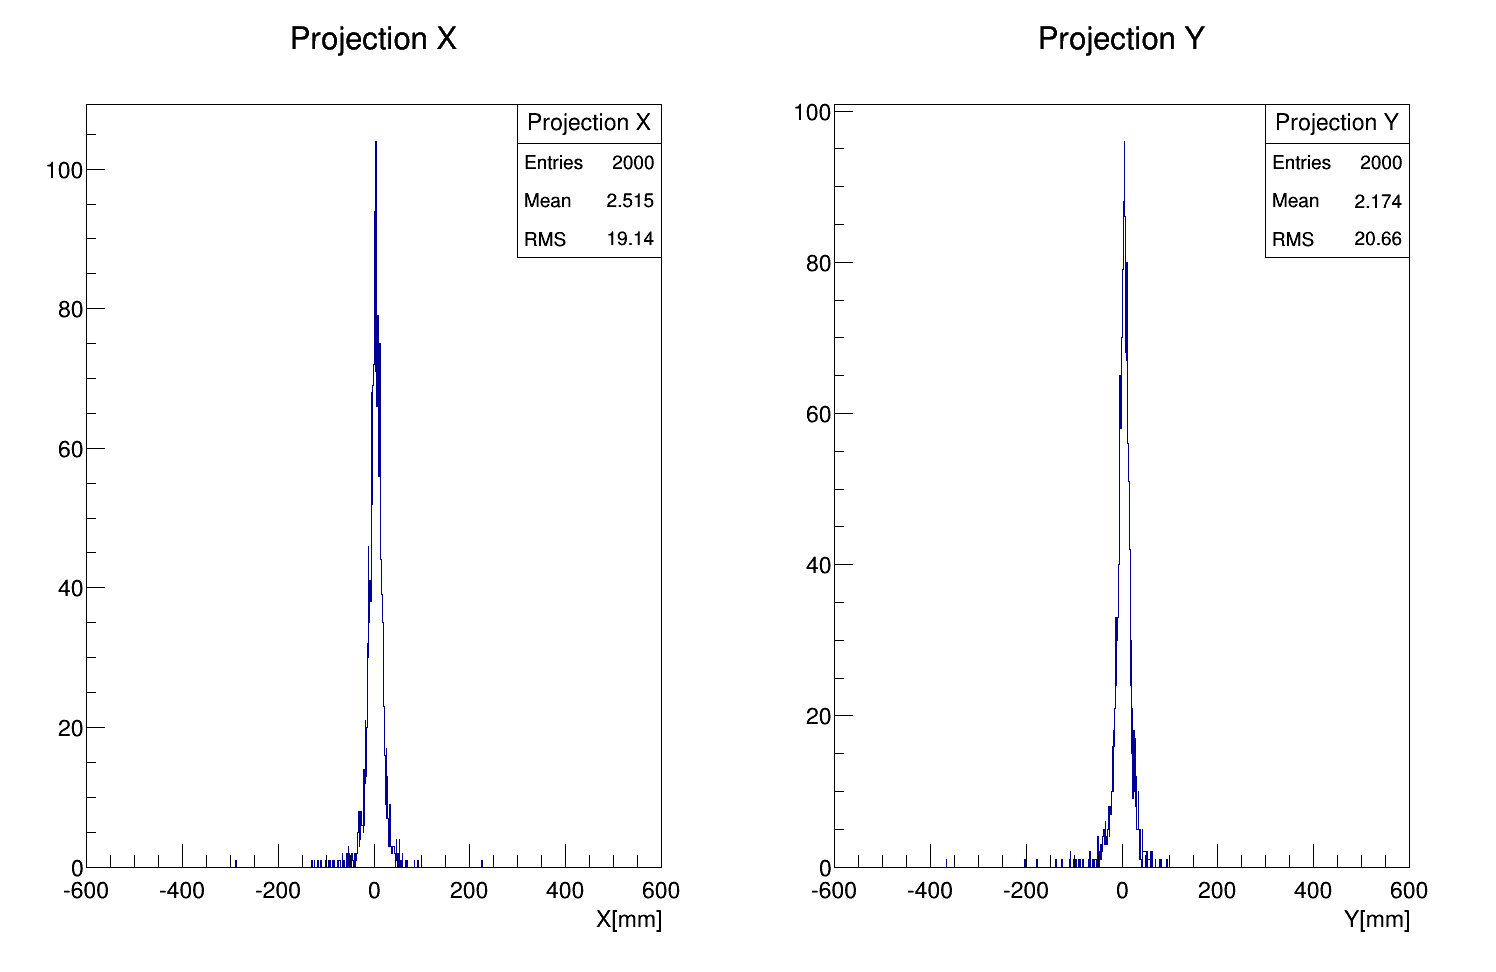 Projection X
Projection X
Entries 2000
Mean 2.515
RMS 19.14
100
80
60
40
20
0
-600 -400 -200 0 200 400 600
X[mm]
Projection Y
Projection Y
Entries 2000
Mean 2.174
RMS 20.66
100
80
60
40
20
0
-600 -400 -200 0 200 400 600
Y[mm]